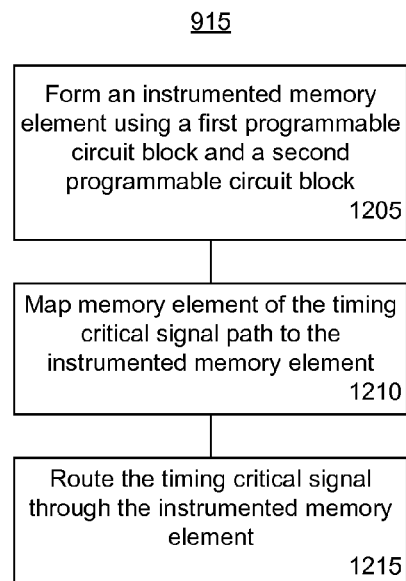 915
Form an instrumented memory
element using a first programmable
circuit block and a second
programmable circuit block
1205
Map memory element of the timing
critical signal path to the
instrumented memory element
1210
Route the timing critical signal
through the instrumented memory
element
1215